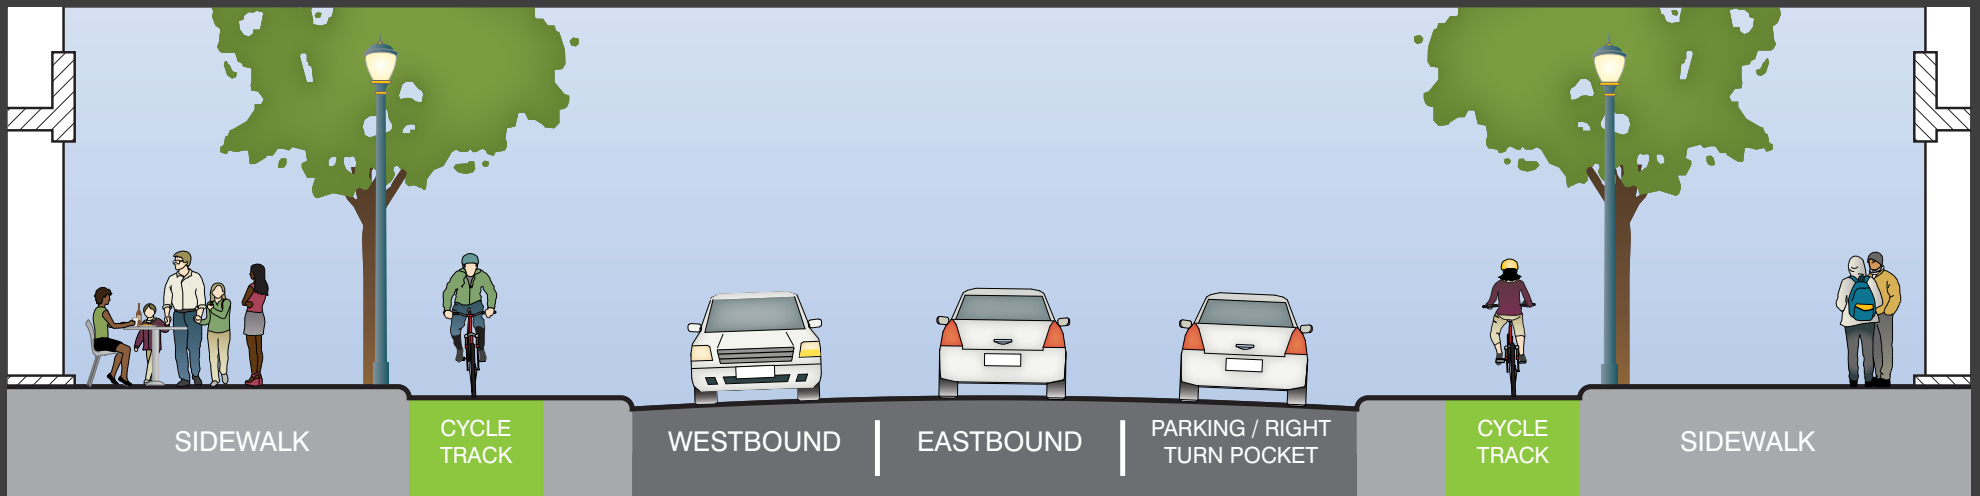 SIDEWALK
CYCLE
TRACK
WESTBOUND
EASTBOUND
PARKING / RIGHT
TURN POCKET
CYCLE
TRACK
SIDEWALK